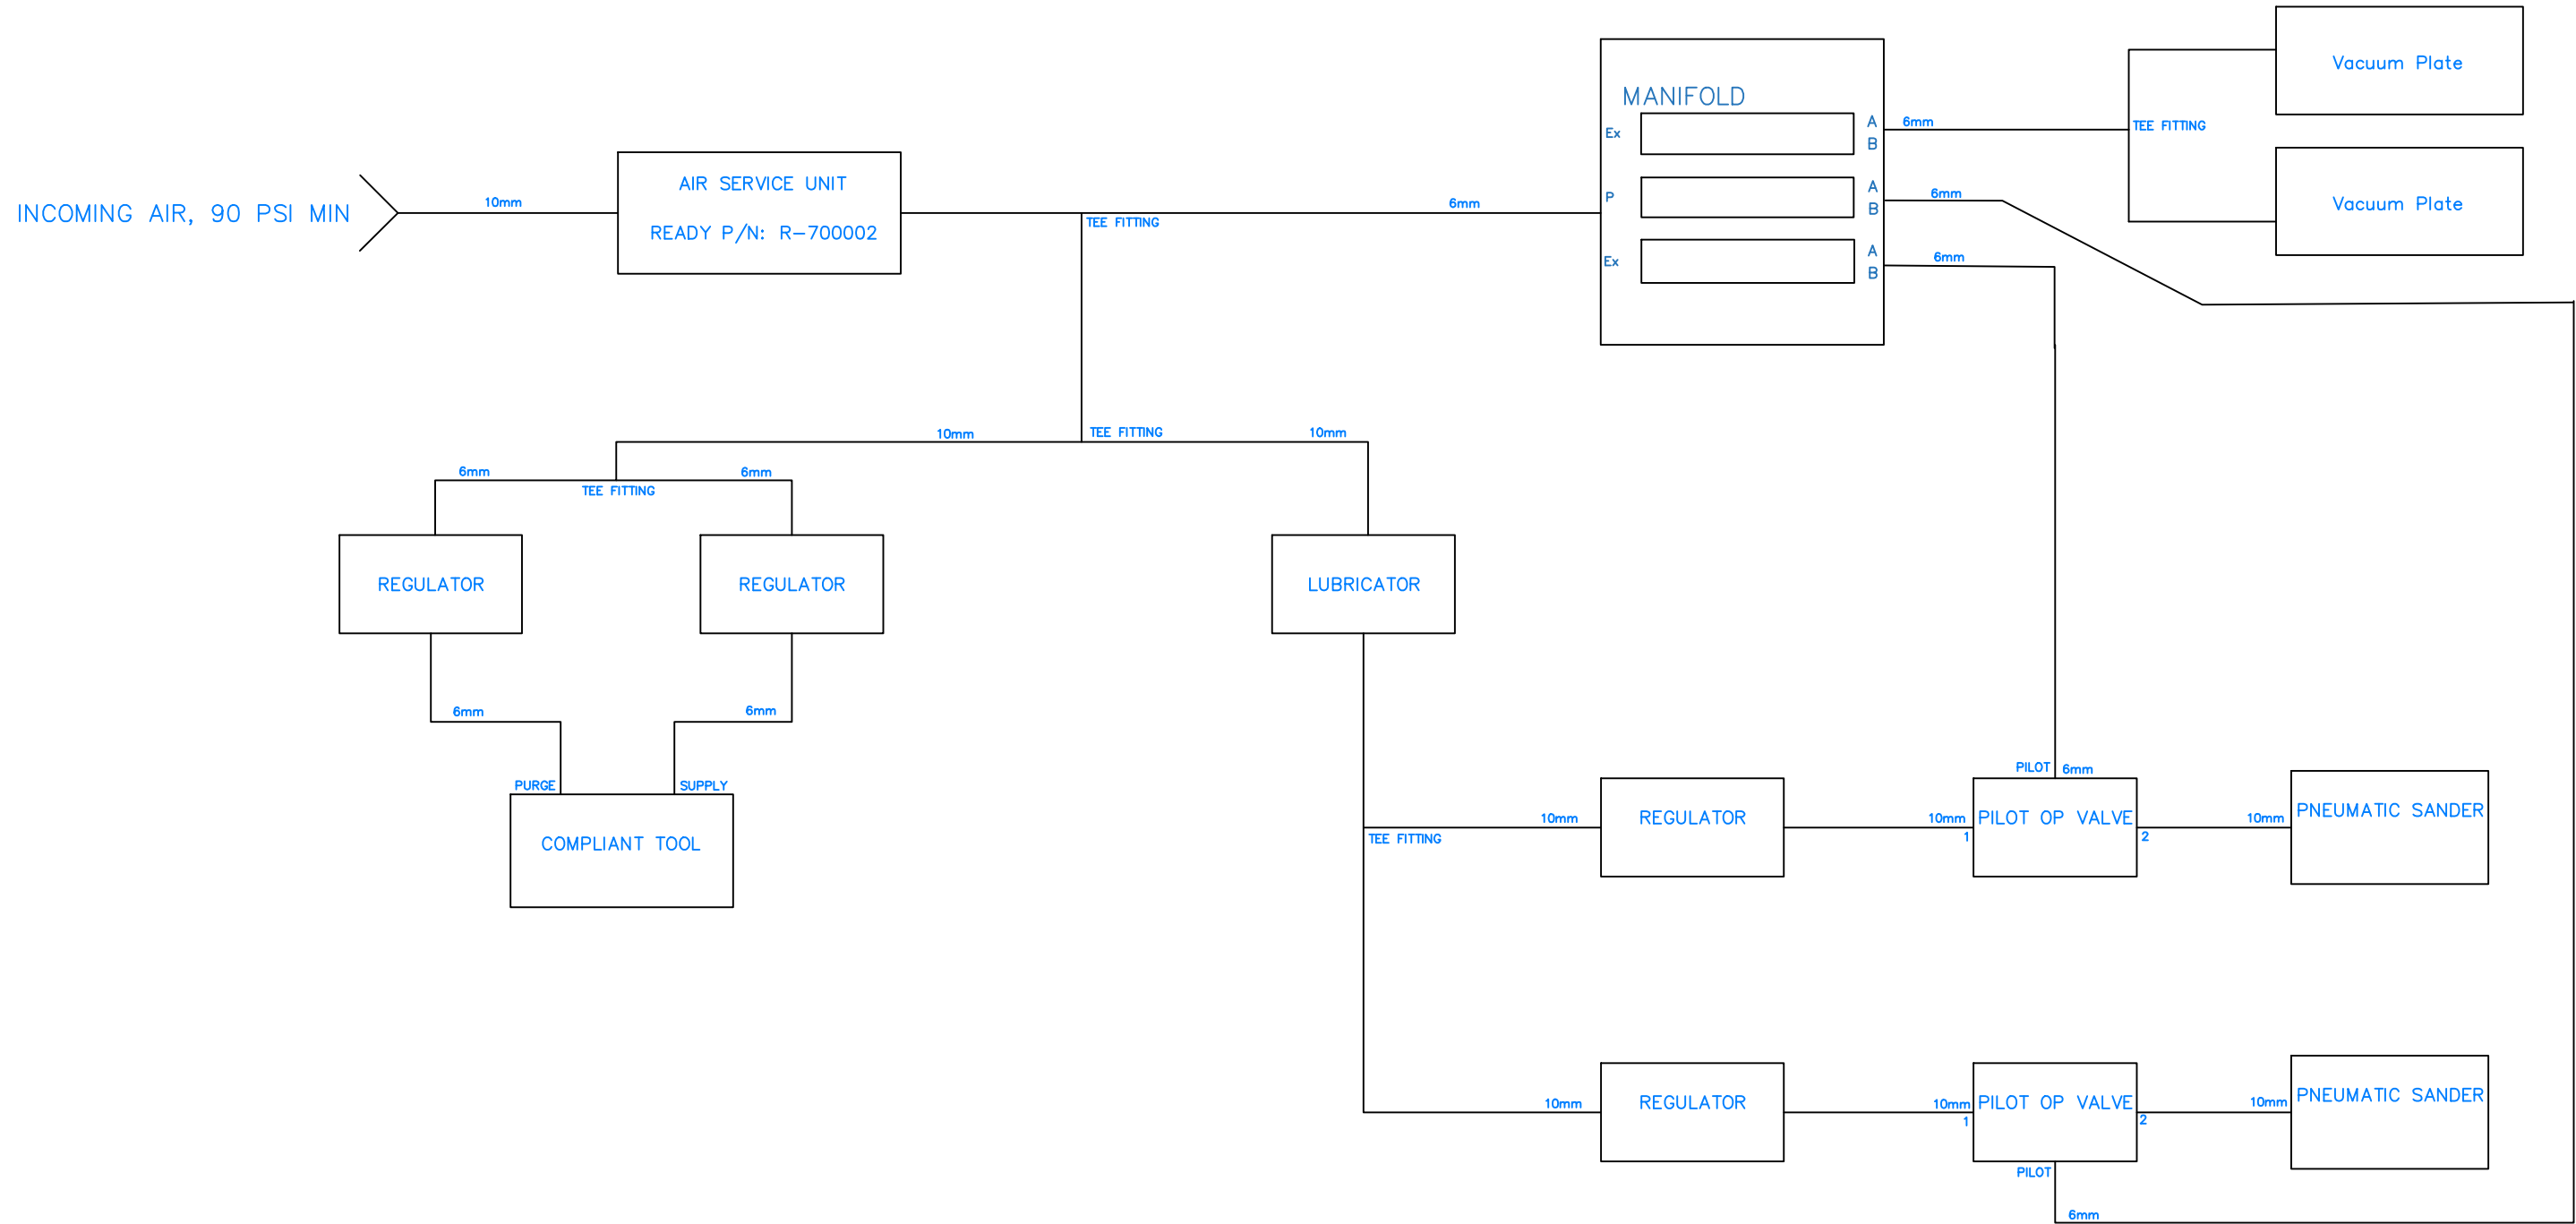 Vacuum Plate
MANIFOLD
Ex
A
B
6mm
TEE FITTING
AIR SERVICE UNIT
READY P/N: R-700002
INCOMING AIR, 90 PSI MIN
10mm
TEE FITTING
6mm
P
A
B
6mm
Vacuum Plate
Ex
A
B
6mm
10mm
TEE FITTING
10mm
6mm
6mm
TEE FITTING
REGULATOR
REGULATOR
LUBRICATOR
6mm
6mm
PURGE
SUPPLY
COMPLIANT TOOL
PILOT
6mm
10mm
TEE FITTING
REGULATOR
10mm
1
PILOT OP VALVE
2
10mm
PNEUMATIC SANDER
10mm
REGULATOR
10mm
1
PILOT OP VALVE
2
10mm
PNEUMATIC SANDER
PILOT
6mm